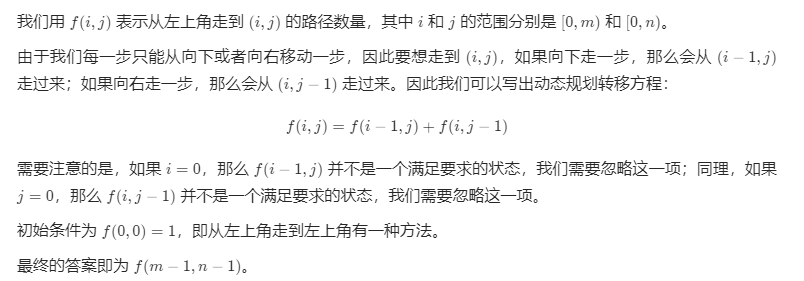 我们用 f(i, j) 表示从左上角走到 (i, j) 的路径数量，其中 i 和 j 的范围分别是 [0, m) 和 [0, n)。
由于我们每一步只能从向下或者向右移动一步，因此要想走到 (i, j)，如果向下走一步，那么会从 (i − 1, j)
走过来；如果向右走一步，那么会从 (i, j − 1) 走过来。因此我们可以写出动态规划转移方程：
f(i, j) = f(i − 1, j) + f(i, j − 1)
需要注意的是，如果 i = 0，那么 f(i − 1, j) 并不是一个满足要求的状态，我们需要忽略这一项；同理，如果
j = 0，那么 f(i, j − 1) 并不是一个满足要求的状态，我们需要忽略这一项。
初始条件为 f(0, 0) = 1，即从左上角走到左上角有一种方法。
最终的答案即为 f(m − 1, n − 1)。